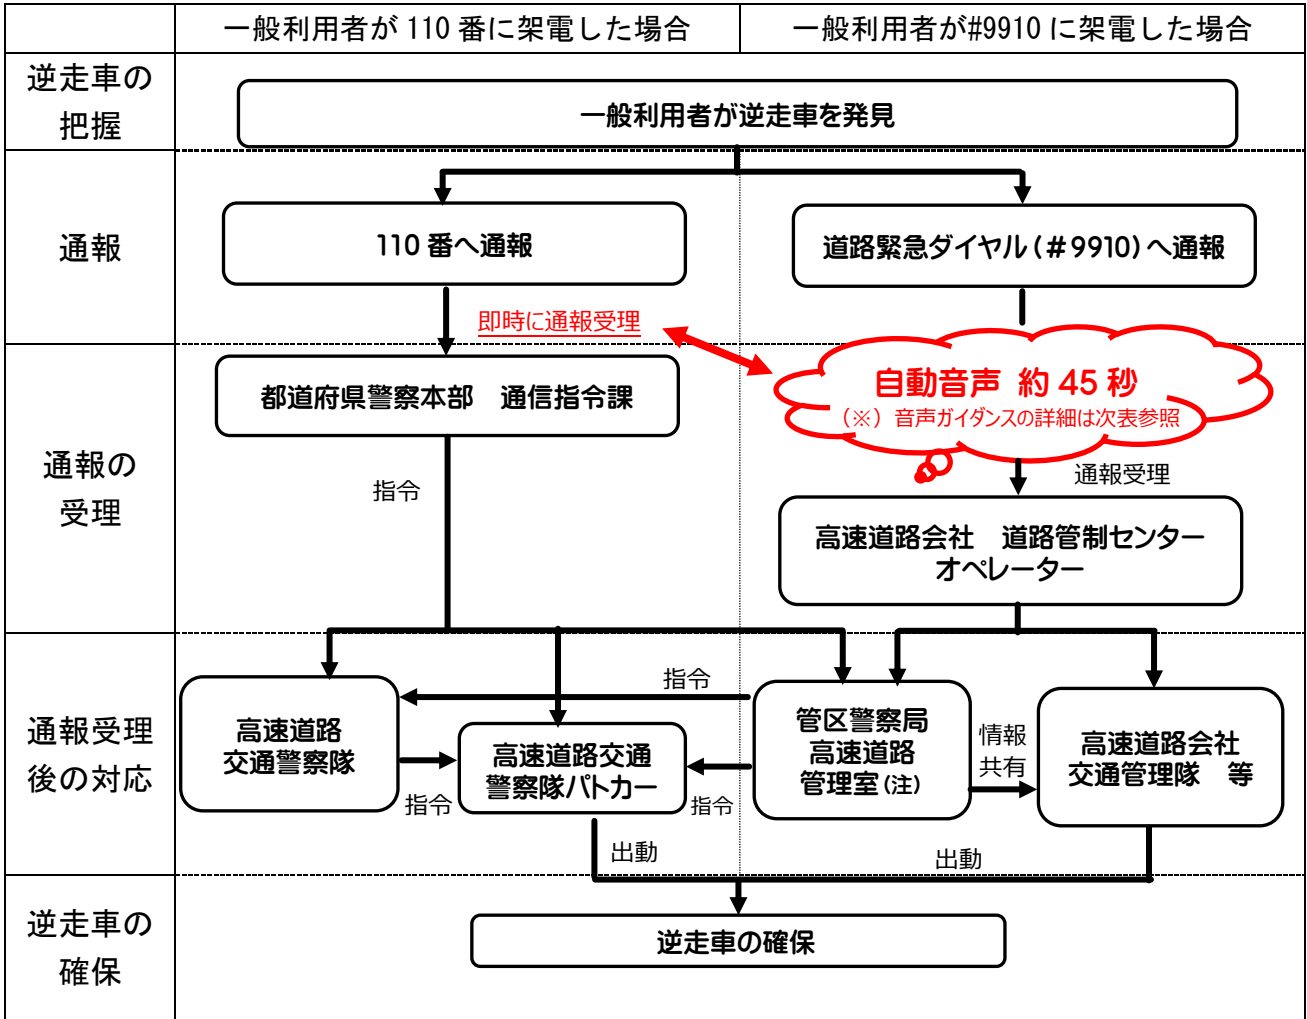 一般利用者が 110 番に架電した場合
一般利用者が#9910 に架電した場合
逆走車の
把握
一般利用者が逆走車を発見
通報
110 番へ通報
道路緊急ダイヤル(#9910)へ通報
即時に通報受理
通報の
受理
都道府県警察本部　通信指令課
自動音声 約 45 秒
(※) 音声ガイダンスの詳細は次表参照
指令
通報受理
高速道路会社　道路管制センター
オペレーター
通報受理
後の対応
高速道路
交通警察隊
指令
高速道路交通
警察隊パトカー
指令
指令
管区警察局
高速道路
管理室(注)
情報
共有
高速道路会社
交通管理隊　等
出動
出動
逆走車の
確保
逆走車の確保